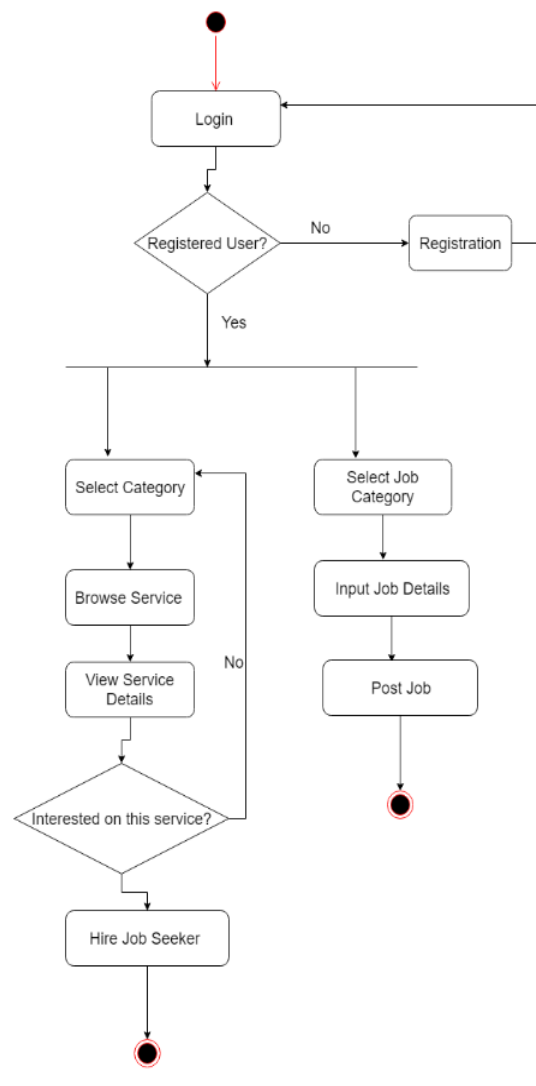 Login
Registered User?
No
Registration
Yes
Select Category
Select Job
Category
Browse Service
Input Job Details
View Service
Details
No
Post Job
Interested on this service?
Hire Job Seeker